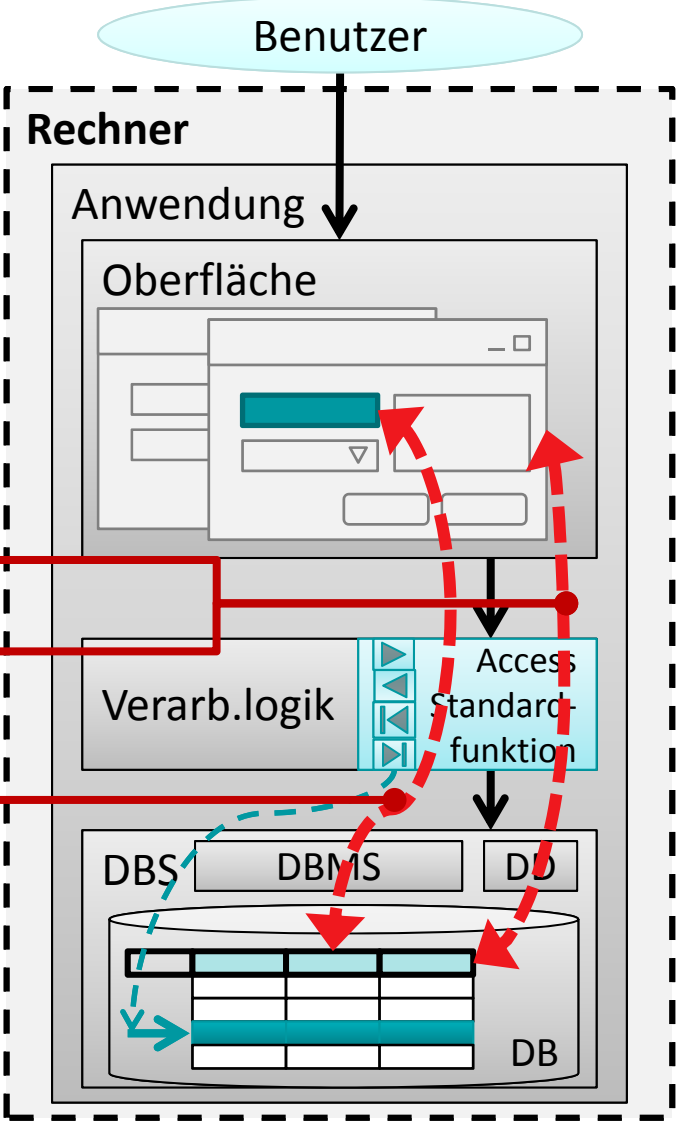 Benutzer
Rechner
Anwendung
Oberfläche
Verarb.logik
Access
Standard-
funktion
DBS
DBMS
DD
DB